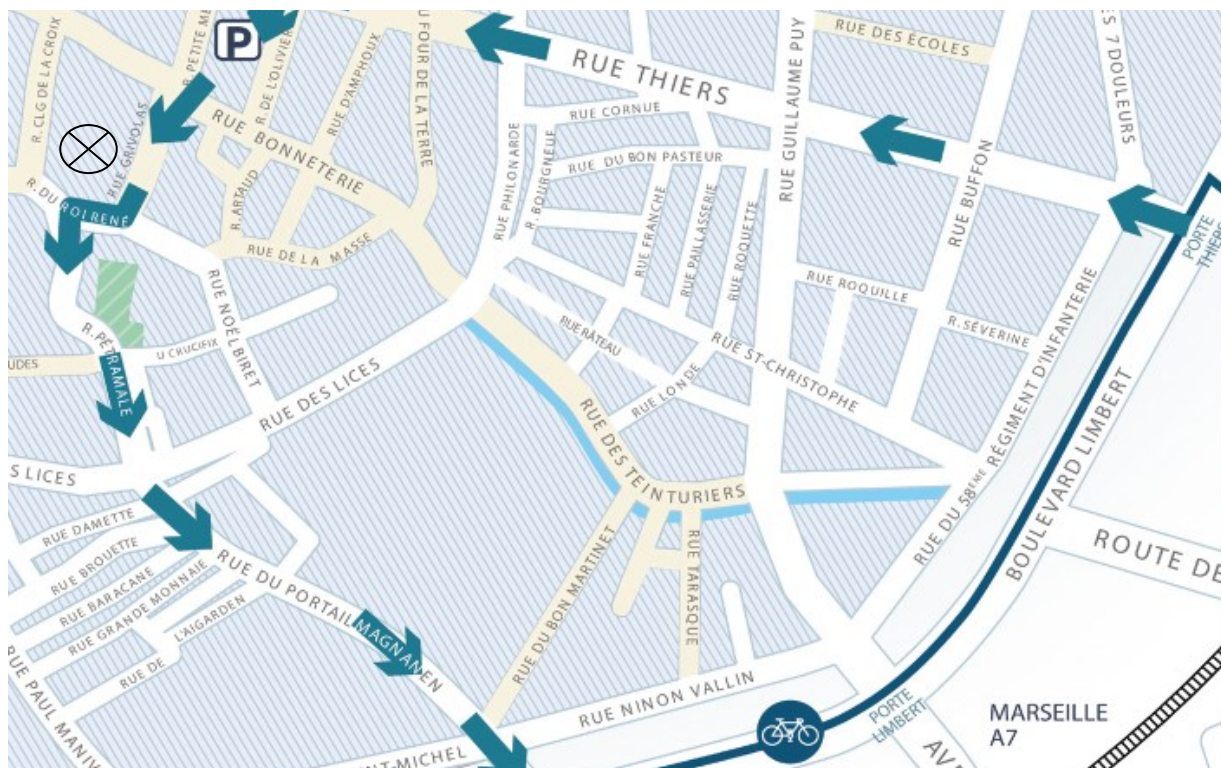 R. CLG DE LA CROIX
R. PETITE ME
P
R. DE L'OLIVIER
RUE D'AMPHOUX
U FOUR DE LA TERRE
RUE THIERS
RUE GUILLAUME PUY
RUE DES ECOLES
ES 7 DOULEURS
RUE GRIVOLAS
RUE BONNETERIE
RUE PHILONARDE
R. BOURGNEUF
RUE CORNUE
RUE DU BON PASTEUR
RUE BUFFON
R. DU ROI RENÉ
R. ARTAUD
RUE DE LA MASSE
RUE FRANCHE
RUE PAILLASSERIE
RUE ROQUETTE
PORTE
THIERS
RUE NOËL BIRET
RUE ROQUILLE
R. SÉVERINE
R. PÉTRAMALE
U CRUCIFIX
UDES
RUE RATEAU
RUE ST-CHRISTOPHE
RUE LONDE
RUE DES LICES
RUE DU 58EME RÉGIMENT D'INFANTERIE
BOULEVARD LIMBERT
S LICES
RUE DES TEINTURIERS
RUE DAMETTE
RUE BROUETTE
RUE BARACANE
RUE GRANDE MONNAIE
RUE DE L'AIGARDEN
RUE DU PORTAIL MAGNANEN
RUE DU BON MARTINET
RUE TARASQUE
ROUTE DE
RUE PAUL MANIV
RUE NINON VALLIN
NT-MICHEL
PORTE
LIMBERT
MARSEILLE
A7
AV